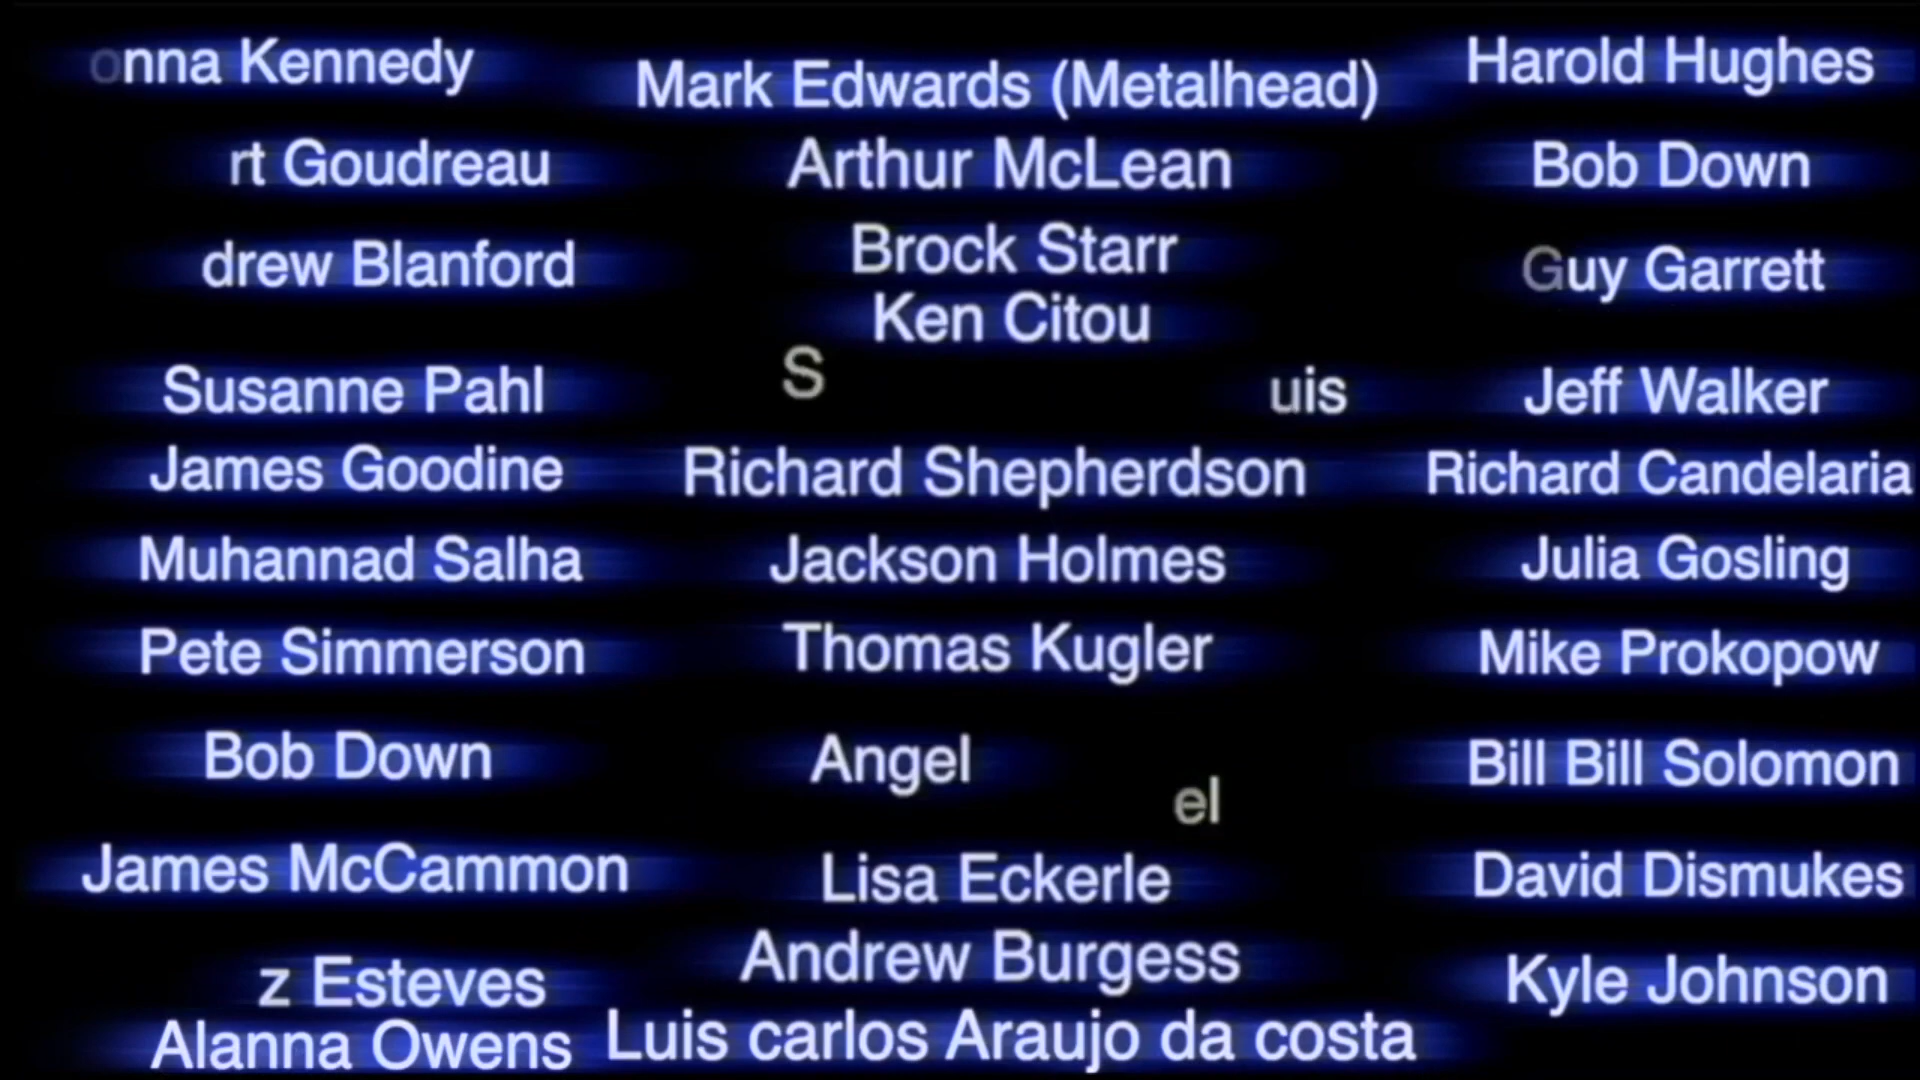 onna Kennedy
rt Goudreau
drew Blanford
Susanne Pahl
James Goodine
Muhannad Salha
Pete Simmerson
Bob Down
James McCammon
z Esteves
Alanna Owens
Mark Edwards (Metalhead)
Arthur McLean
Brock Starr
Ken Citou
S uis
Richard Shepherdson
Jackson Holmes
Thomas Kugler
Angel el
Lisa Eckerle
Andrew Burgess
Luis carlos Araujo da costa
Harold Hughes
Bob Down
Guy Garrett
Jeff Walker
Richard Candelaria
Julia Gosling
Mike Prokopow
Bill Bill Solomon
David Dismukes
Kyle Johnson